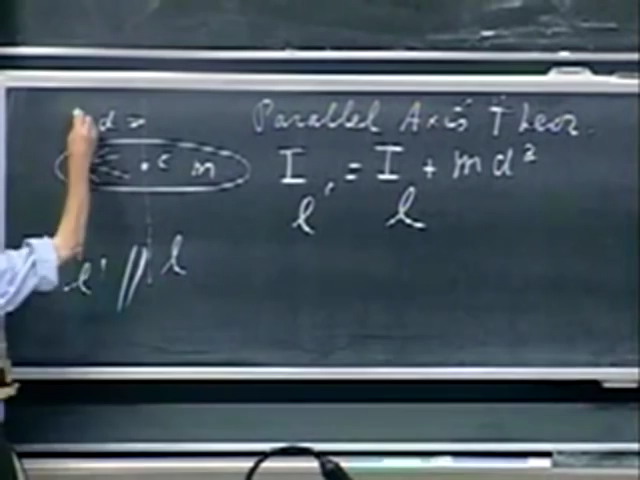 Parallel Axis Theor.
d
c m
I l' = I l + md²
l' // l